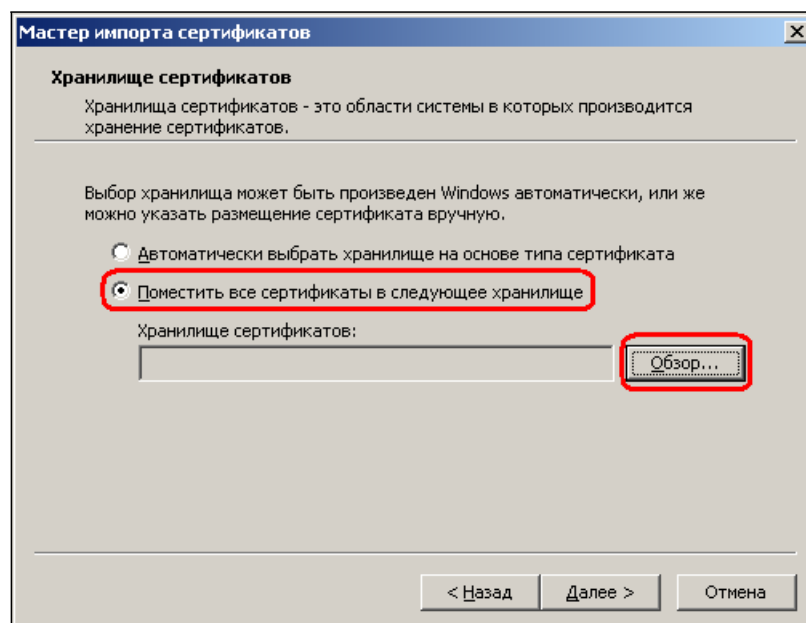 Мастер импорта сертификатов
Хранилище сертификатов
Хранилища сертификатов - это области системы в которых производится
хранение сертификатов.
Выбор хранилища может быть произведен Windows автоматически, или же
можно указать размещение сертификата вручную.
Автоматически выбрать хранилище на основе типа сертификата
Поместить все сертификаты в следующее хранилище
Хранилище сертификатов:
Обзор...
< Назад Далее > Отмена